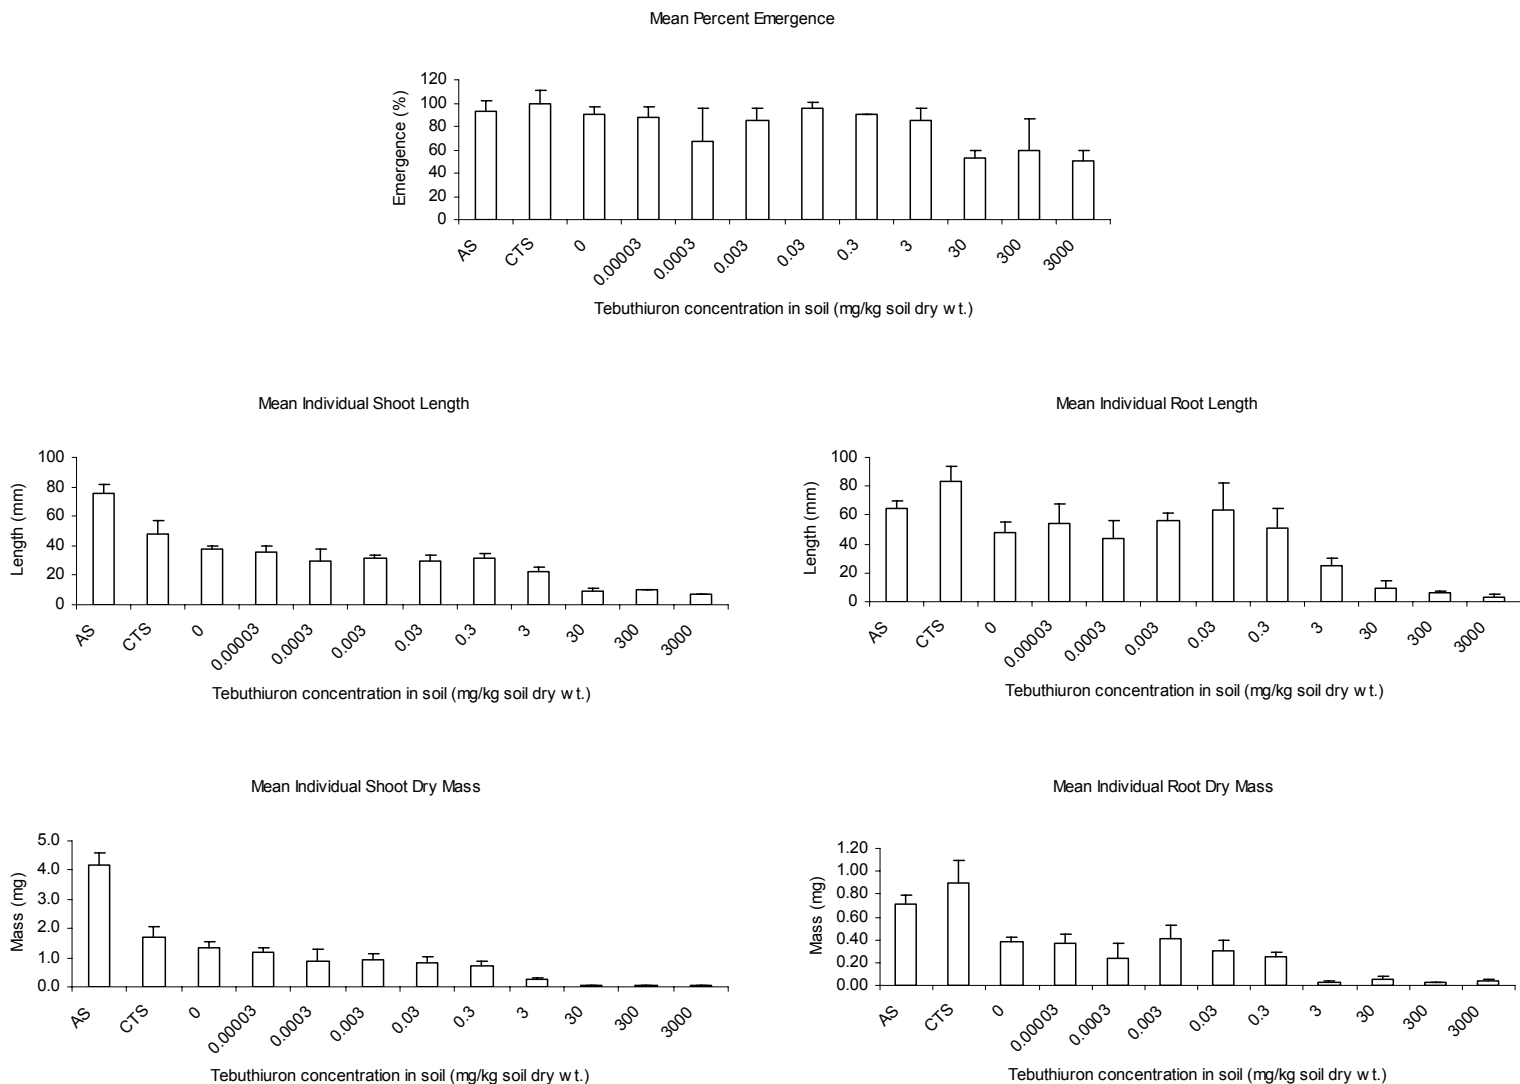 Mean Percent Emergence
120
100
80
60
40
20
0
Emergence (%)
AS CTS 0 0.00003 0.0003 0.003 0.03 0.3 3 30 300 3000
Tebuthiuron concentration in soil (mg/kg soil dry w t.)
Mean Individual Shoot Length
100
80
60
40
20
0
Length (mm)
AS CTS 0 0.00003 0.0003 0.003 0.03 0.3 3 30 300 3000
Tebuthiuron concentration in soil (mg/kg soil dry w t.)
Mean Individual Root Length
100
80
60
40
20
0
Length (mm)
AS CTS 0 0.00003 0.0003 0.003 0.03 0.3 3 30 300 3000
Tebuthiuron concentration in soil (mg/kg soil dry w t.)
Mean Individual Shoot Dry Mass
5.0
4.0
3.0
2.0
1.0
0.0
Mass (mg)
AS CTS 0 0.00003 0.0003 0.003 0.03 0.3 3 30 300 3000
Tebuthiuron concentration in soil (mg/kg soil dry w t.)
Mean Individual Root Dry Mass
1.20
1.00
0.80
0.60
0.40
0.20
0.00
Mass (mg)
AS CTS 0 0.00003 0.0003 0.003 0.03 0.3 3 30 300 3000
Tebuthiuron concentration in soil (mg/kg soil dry w t.)